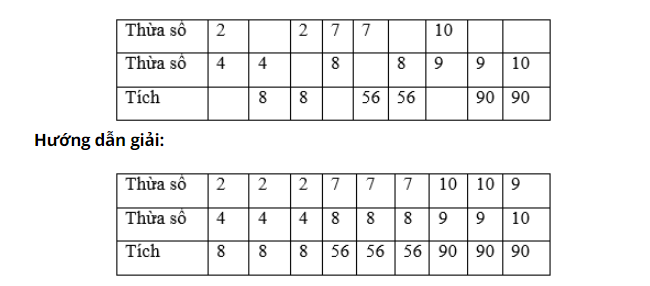 Thừa số 2 2 7 7 10
Thừa số 4 4 8 8 9 9 10
Tích 8 8 56 56 90 90
Hướng dẫn giải:
Thừa số 2 2 2 7 7 7 10 10 9
Thừa số 4 4 4 8 8 8 9 9 10
Tích 8 8 8 56 56 56 90 90 90